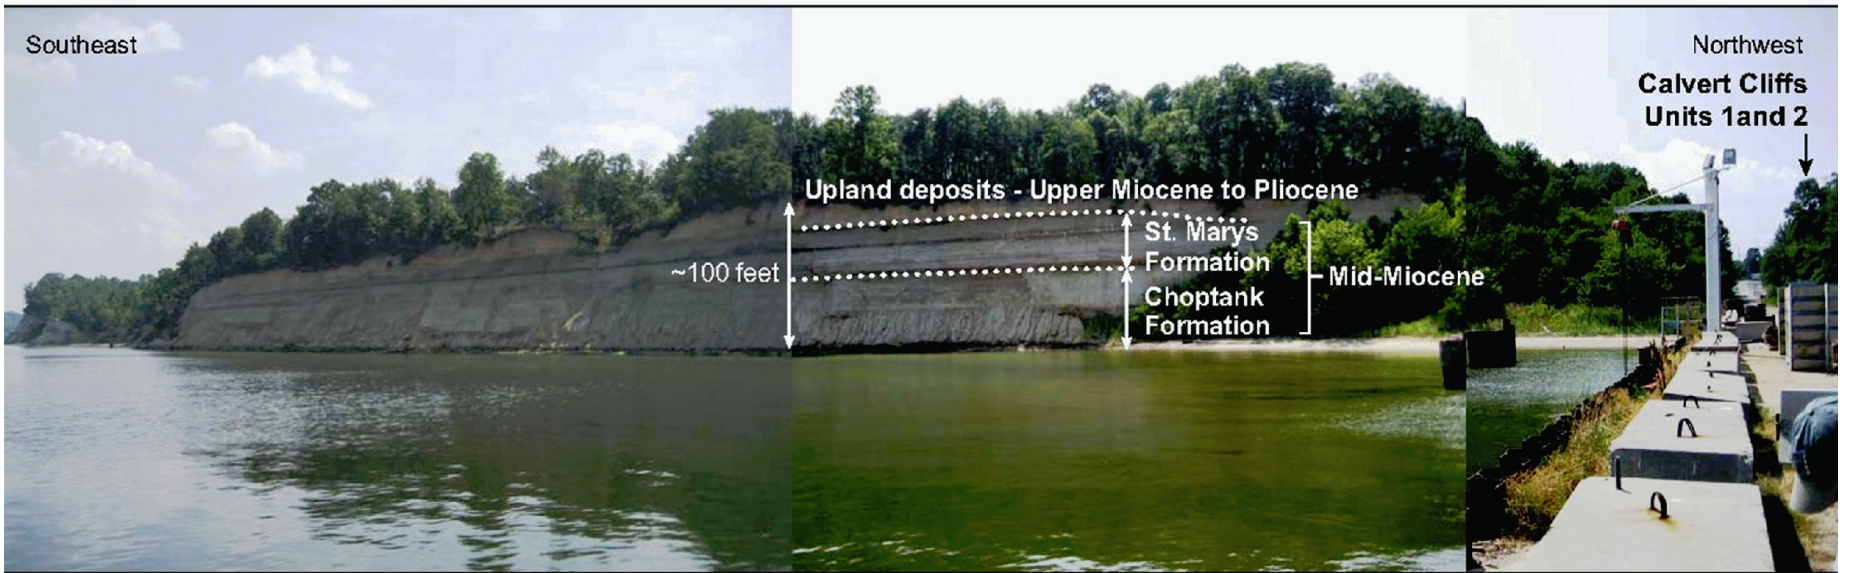 Southeast
Northwest
Calvert Cliffs
Units 1and 2
Upland deposits - Upper Miocene to Pliocene
St. Marys
Formation
~100 feet
Mid-Miocene
Choptank
Formation